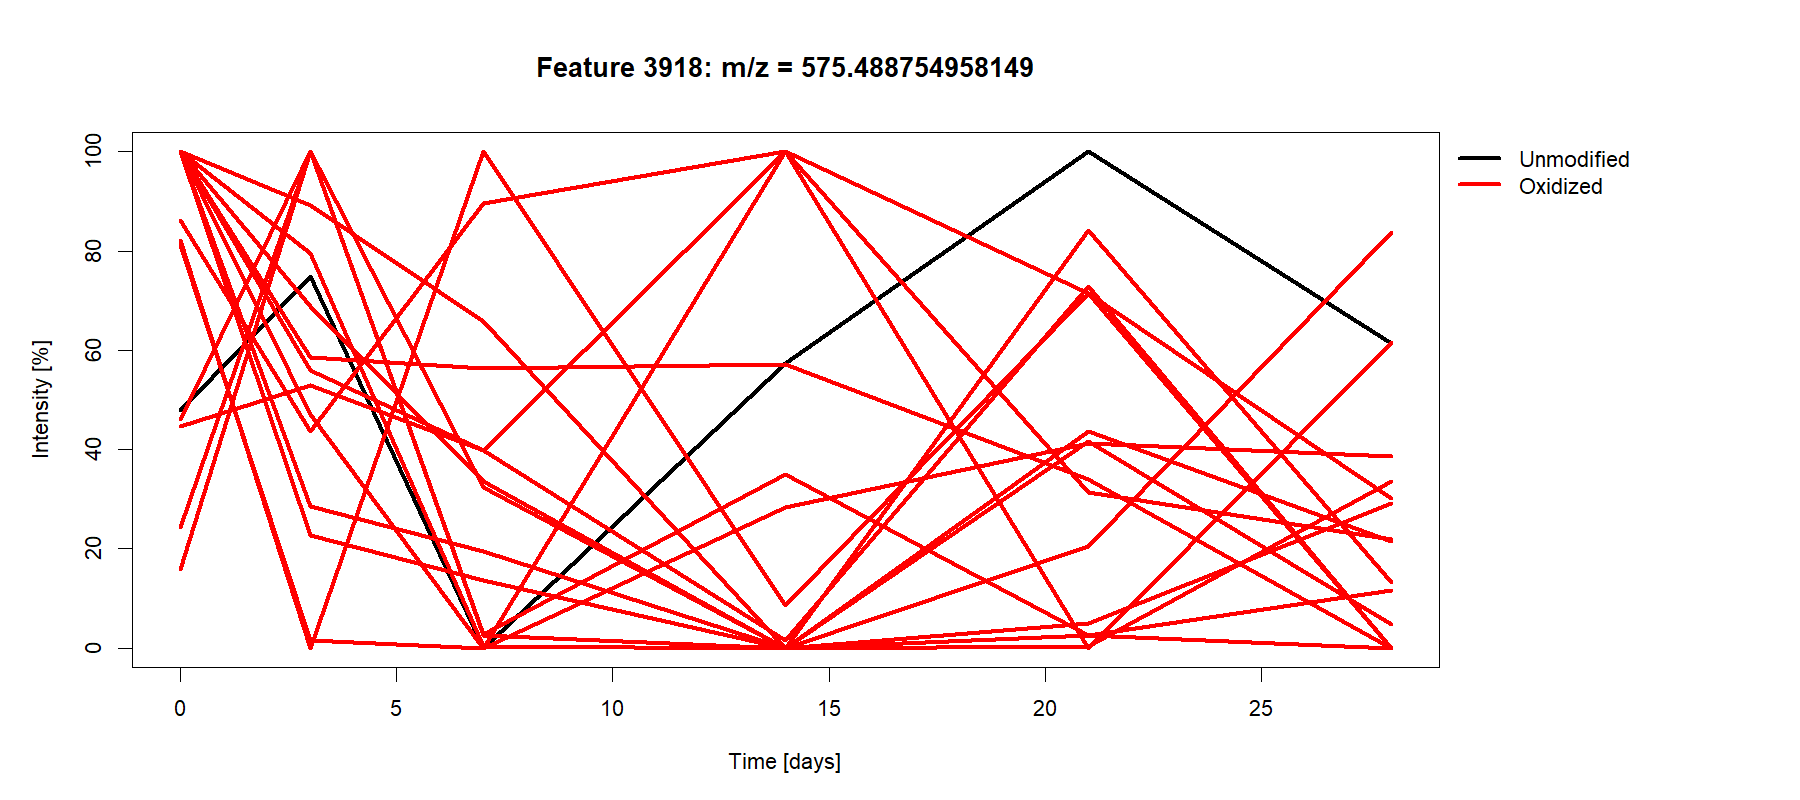 Feature 3918: m/z = 575.488754958149
Unmodified
Oxidized
Intensity [%]
100
80
60
40
20
0
0 5 10 15 20 25
Time [days]